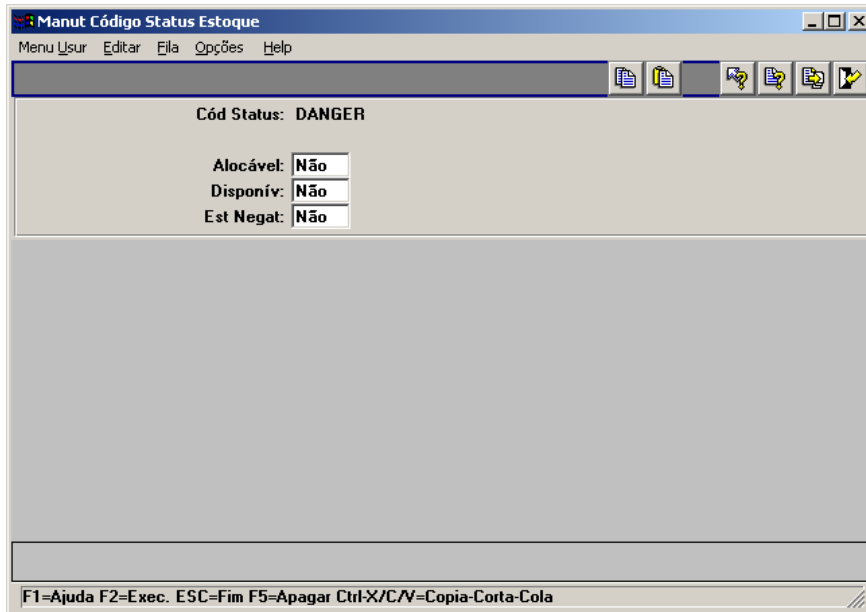 Manut Código Status Estoque
Menu Usur Editar Fila Opções Help
Cód Status: DANGER
Alocável: Não
Disponív: Não
Est Negat: Não
F1=Ajuda F2=Exec. ESC=Fim F5=Apagar Ctrl-X/C/V=Copia-Corta-Cola